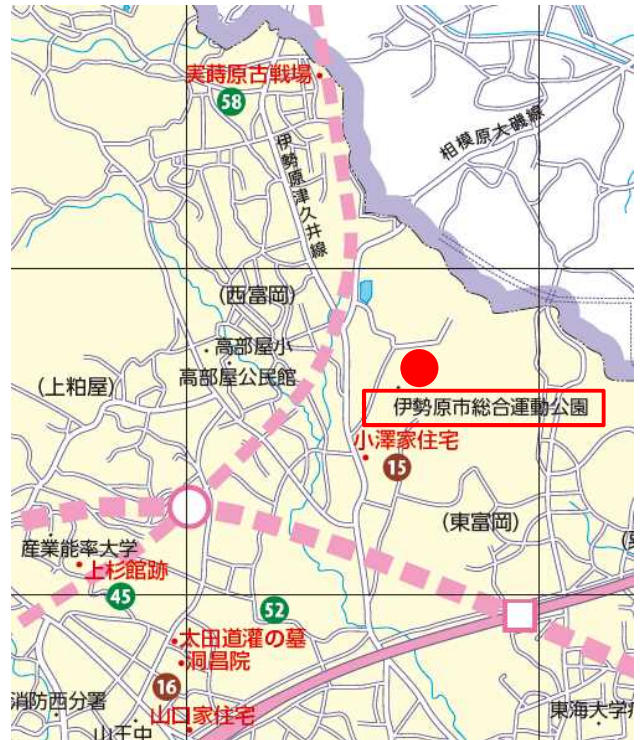 実蒔原古戦場
58
相模原大磯線
伊勢原津久井線
(西富岡)
高部屋小
高部屋公民館
(上粕屋)
伊勢原市総合運動公園
小澤家住宅
15
(東富岡)
産業能率大学
上杉館跡
45
52
太田道灌の墓
洞昌院
16
消防西分署
山王中
山口家住宅
東海大学